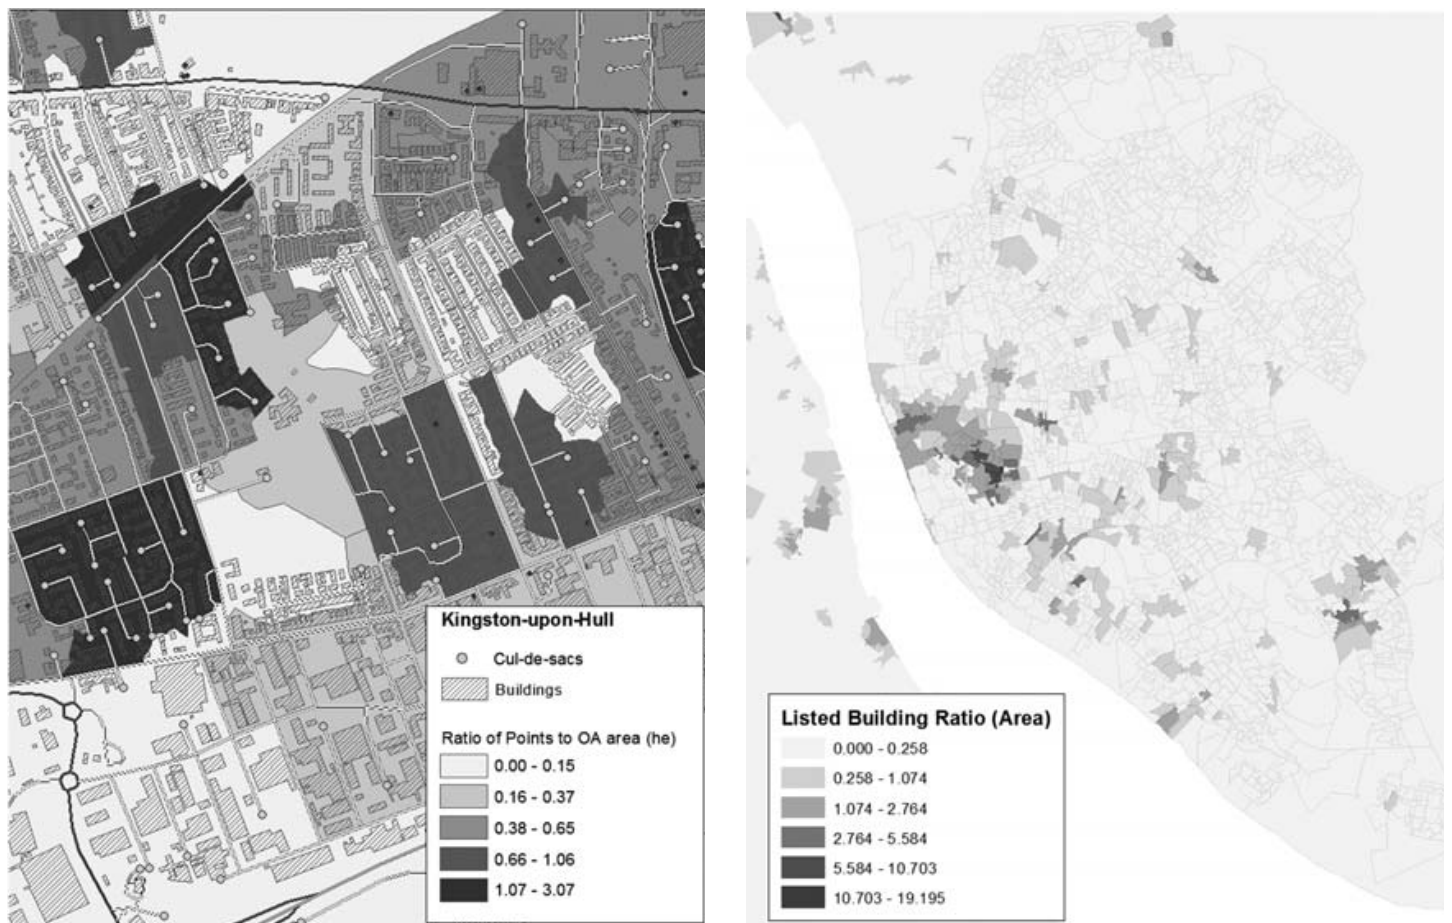 Kingston-upon-Hull
Cul-de-sacs
Buildings
Ratio of Points to OA area (he)
0.00 - 0.15
0.16 - 0.37
0.38 - 0.65
0.66 - 1.06
1.07 - 3.07
Listed Building Ratio (Area)
0.000 - 0.258
0.258 - 1.074
1.074 - 2.764
2.764 - 5.584
5.584 - 10.703
10.703 - 19.195